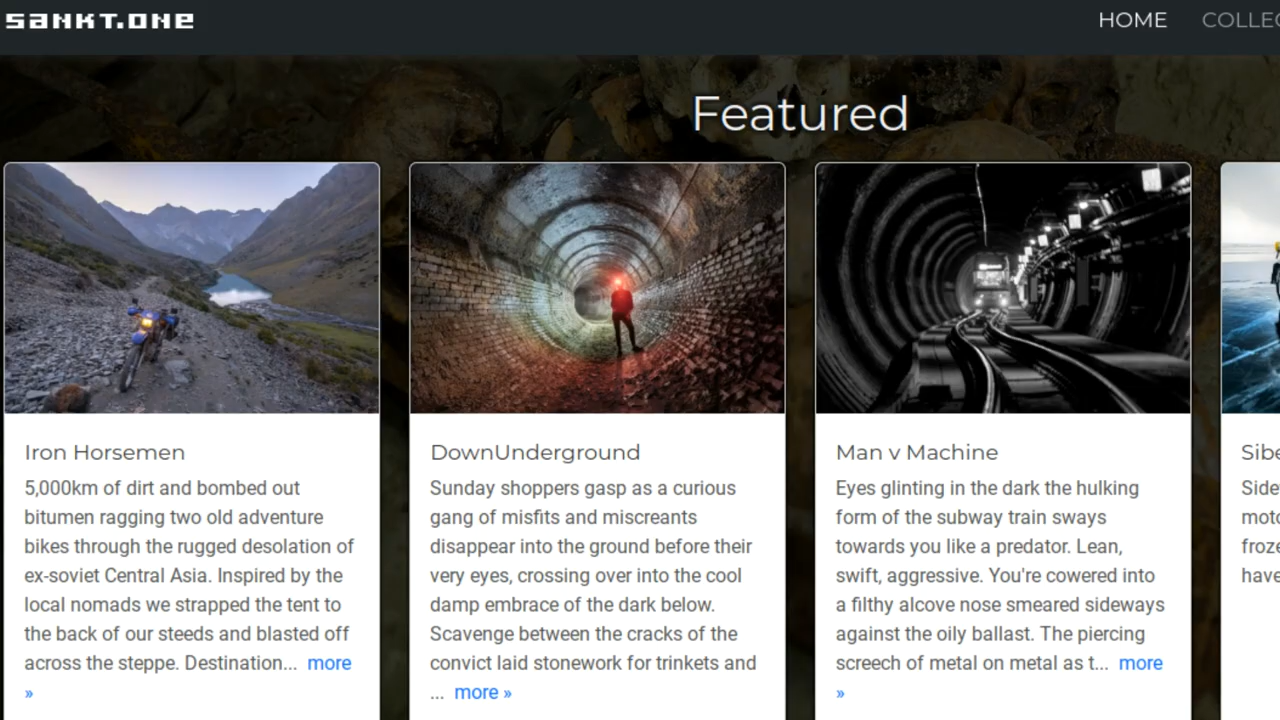 SANKT.ONE
HOME
COLLEC
Featured
Iron Horsemen
5,000km of dirt and bombed out
bitumen ragging two old adventure
bikes through the rugged desolation of
ex-soviet Central Asia. Inspired by the
local nomads we strapped the tent to
the back of our steeds and blasted off
across the steppe. Destination... more
»
DownUnderground
Sunday shoppers gasp as a curious
gang of misfits and miscreants
disappear into the ground before their
very eyes, crossing over into the cool
damp embrace of the dark below.
Scavenge between the cracks of the
convict laid stonework for trinkets and
... more »
Man v Machine
Eyes glinting in the dark the hulking
form of the subway train sways
towards you like a predator. Lean,
swift, aggressive. You're cowered into
a filthy alcove nose smeared sideways
against the oily ballast. The piercing
screech of metal on metal as t... more
»
Sibe
Side
moto
froze
have